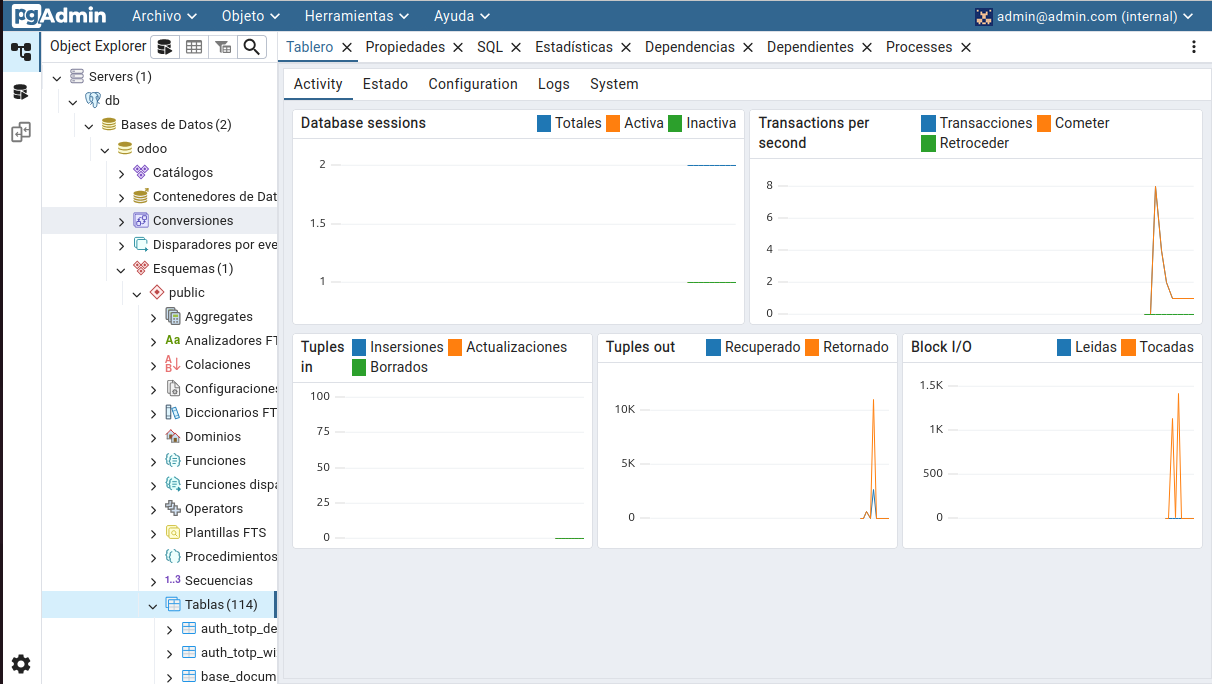 pgAdmin Archivo Objeto Herramientas Ayuda admin@admin.com (internal)
Object Explorer
Tablero Propiedades SQL Estadísticas Dependencias Dependientes Processes
Servers (1)
db
Bases de Datos (2)
odoo
Catálogos
Contenedores de Dat
Conversiones
Disparadores por eve
Esquemas (1)
public
Aggregates
Aa Analizadores FT
Colaciones
Configuraciones
Diccionarios FT
Dominios
Funciones
Funciones dispa
Operators
Plantillas FTS
Procedimientos
1..3 Secuencias
Tablas (114)
auth_totp_de
auth_totp_wi
base_docum
Activity Estado Configuration Logs System
Database sessions Totales Activa Inactiva
2
1.5
1
Transactions per second Transacciones Cometer
Retroceder
8
6
4
2
0
Tuples in Inserciones Actualizaciones
Borrados
100
75
50
25
0
Tuples out Recuperado Retornado
10K
5K
0
Block I/O Leidas Tocadas
1.5K
1K
500
0